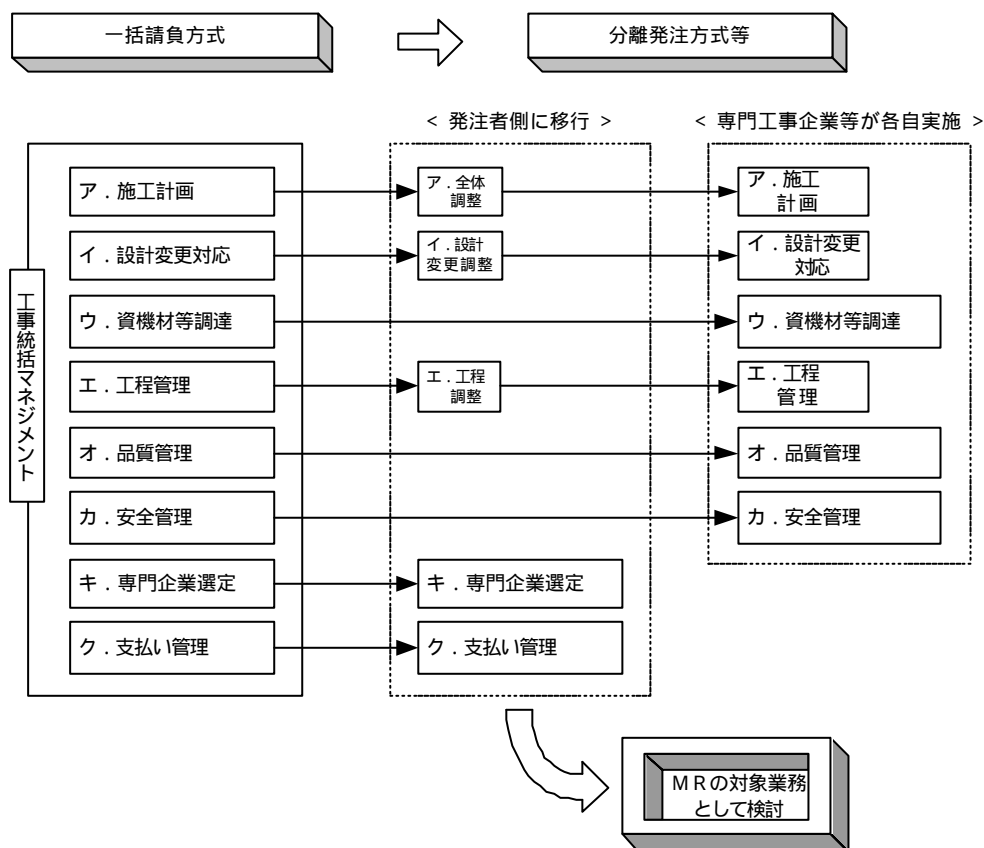 一括請負方式
分離発注方式等
< 発注者側に移行 >
< 専門工事企業等が各自実施 >
工事統括マネジメント
ア．施工計画
ア．全体
調整
ア．施工
計画
イ．設計変更対応
イ．設計
変更調整
イ．設計変更
対応
ウ．資機材等調達
ウ．資機材等調達
エ．工程管理
エ．工程
調整
エ．工程
管理
オ．品質管理
オ．品質管理
カ．安全管理
カ．安全管理
キ．専門企業選定
キ．専門企業選定
ク．支払い管理
ク．支払い管理
ＭＲの対象業務
として検討